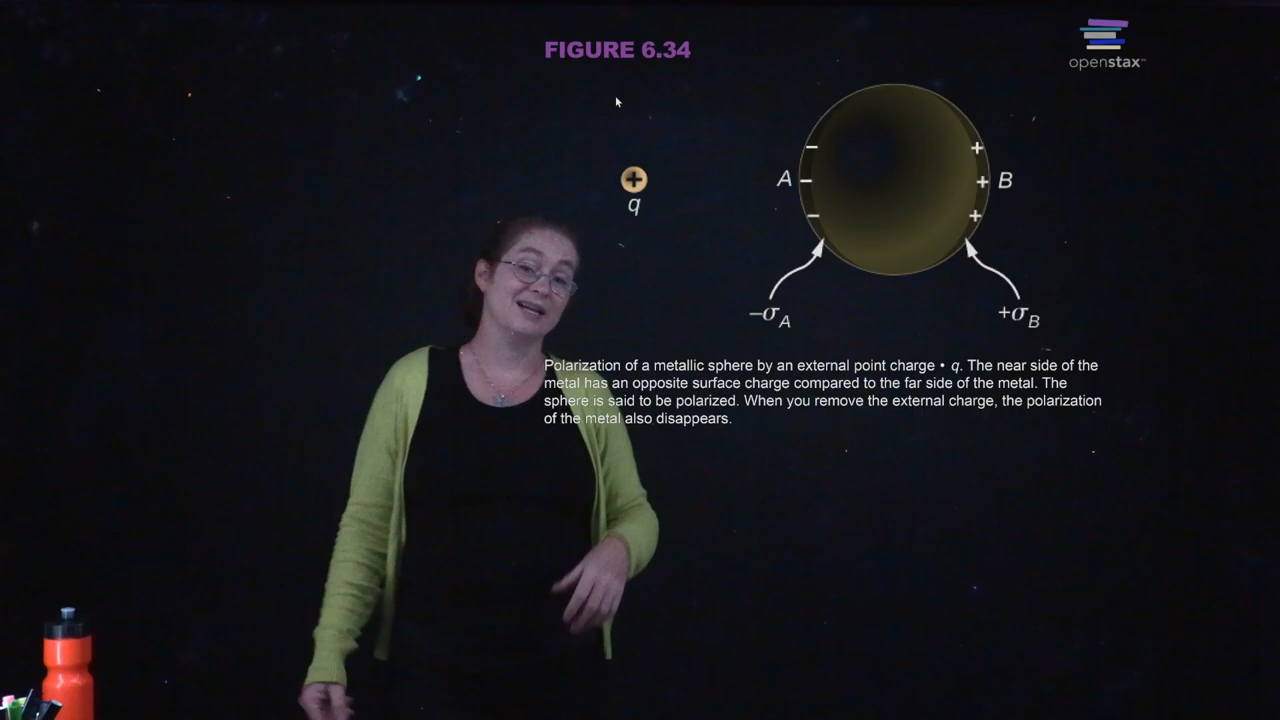 FIGURE 6.34
openstax™
+
q
− +
A − + B
− +
−σA
+σB
Polarization of a metallic sphere by an external point charge • q. The near side of the
metal has an opposite surface charge compared to the far side of the metal. The
sphere is said to be polarized. When you remove the external charge, the polarization
of the metal also disappears.